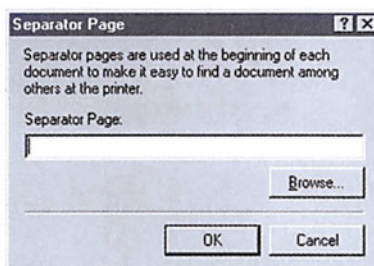 Separator Page
Separator pages are used at the beginning of each
document to make it easy to find a document among
others at the printer.
Separator Page:
Browse...
OK
Cancel